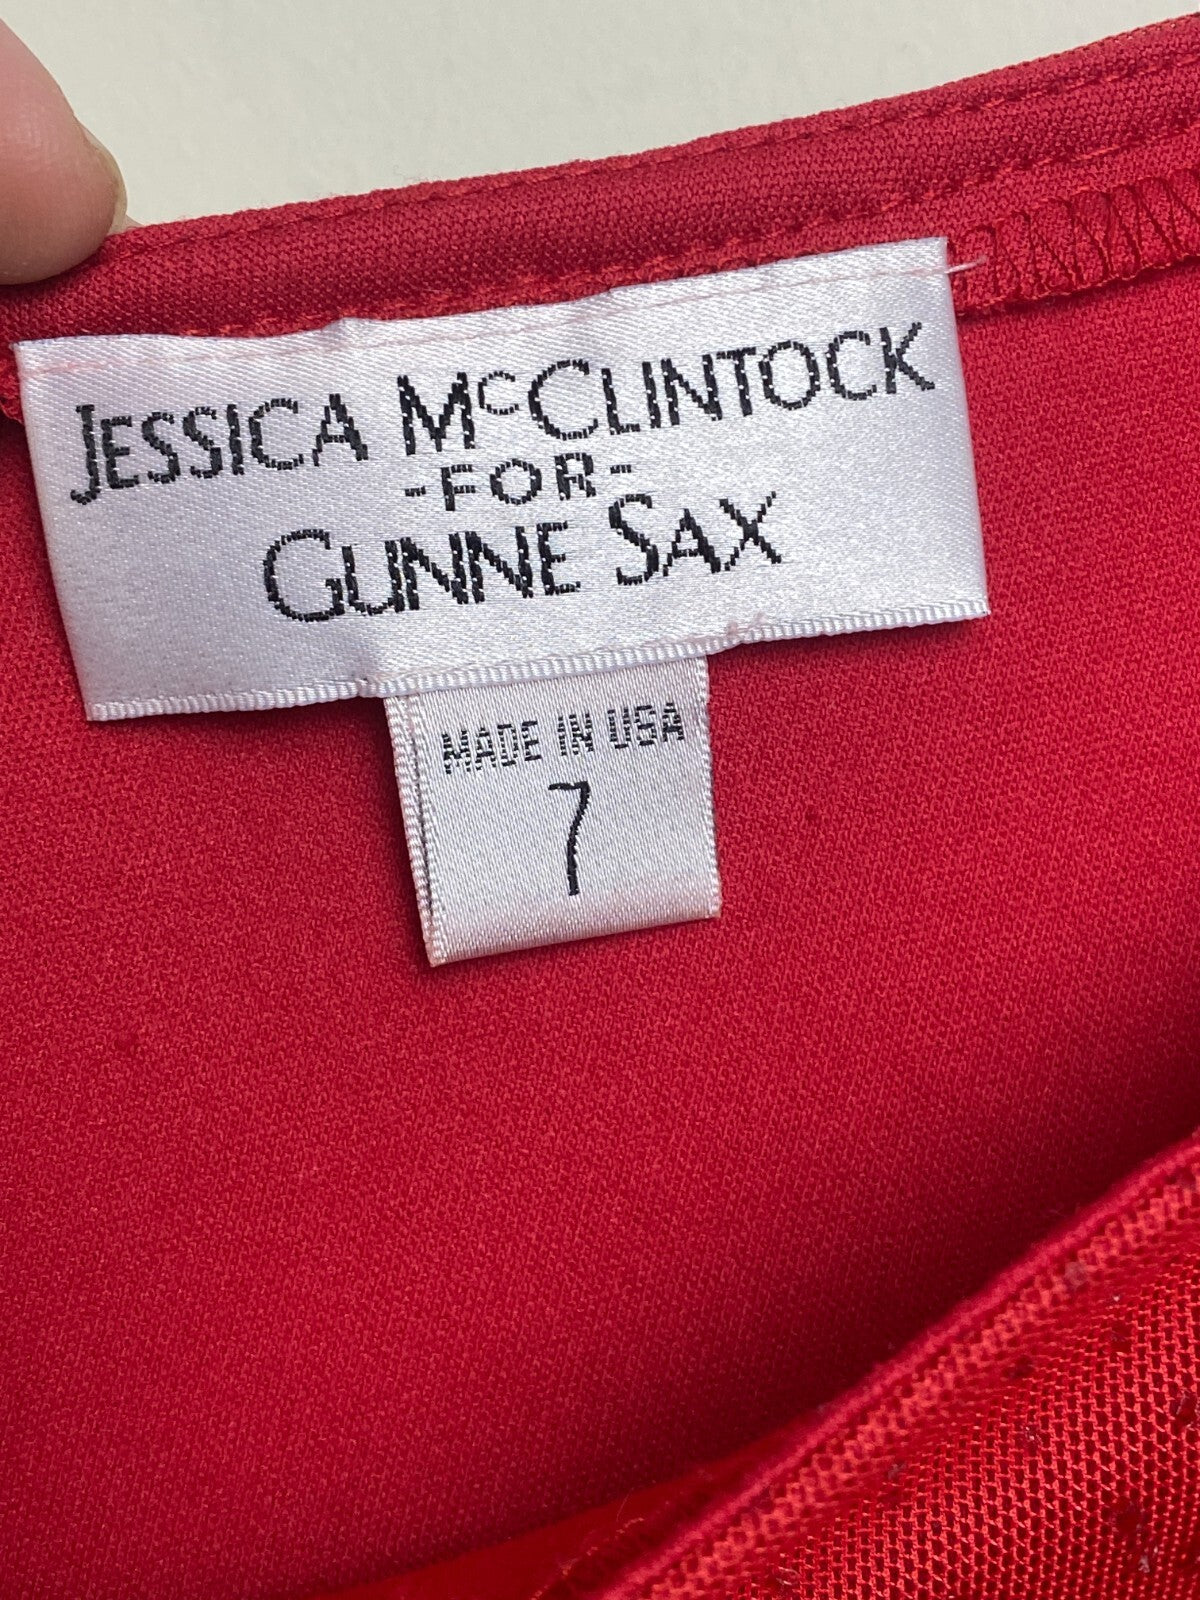 JESSICA McCLINTOCK
-FOR-
GUNNE SAX
MADE IN USA
7